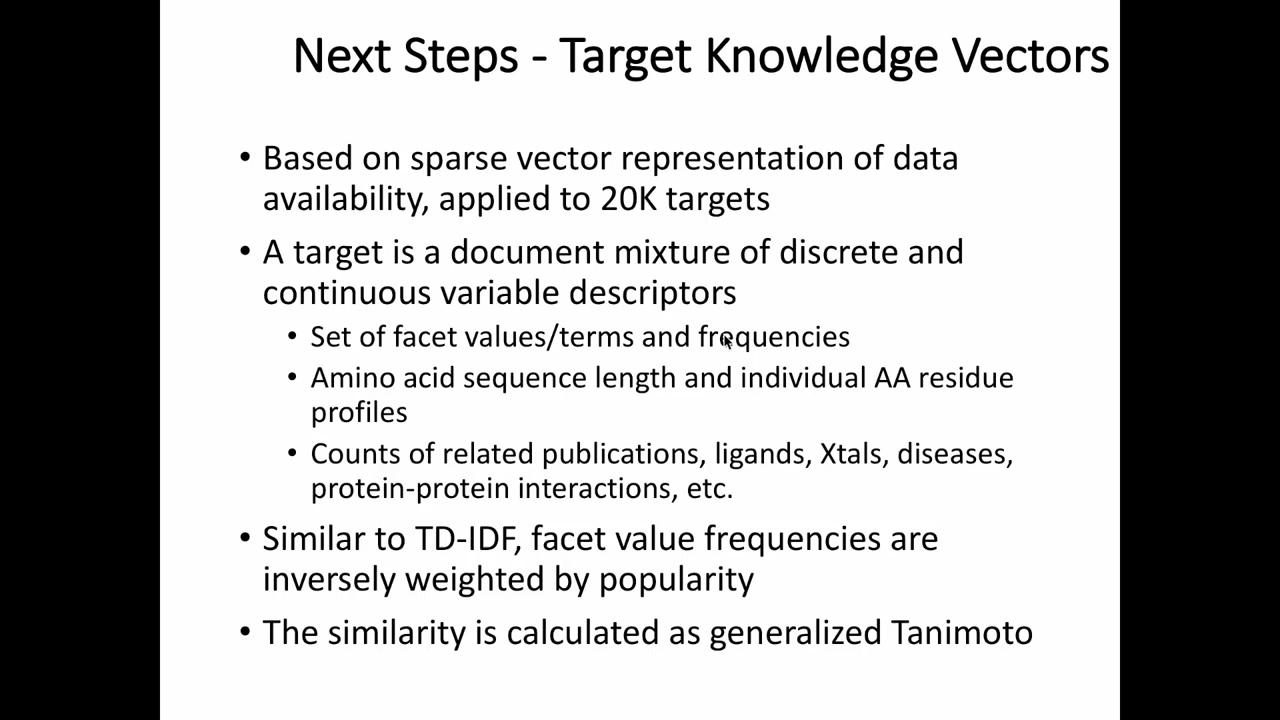 Next Steps - Target Knowledge Vectors
• Based on sparse vector representation of data
availability, applied to 20K targets
• A target is a document mixture of discrete and
continuous variable descriptors
• Set of facet values/terms and frequencies
• Amino acid sequence length and individual AA residue
profiles
• Counts of related publications, ligands, Xtals, diseases,
protein-protein interactions, etc.
• Similar to TD-IDF, facet value frequencies are
inversely weighted by popularity
• The similarity is calculated as generalized Tanimoto